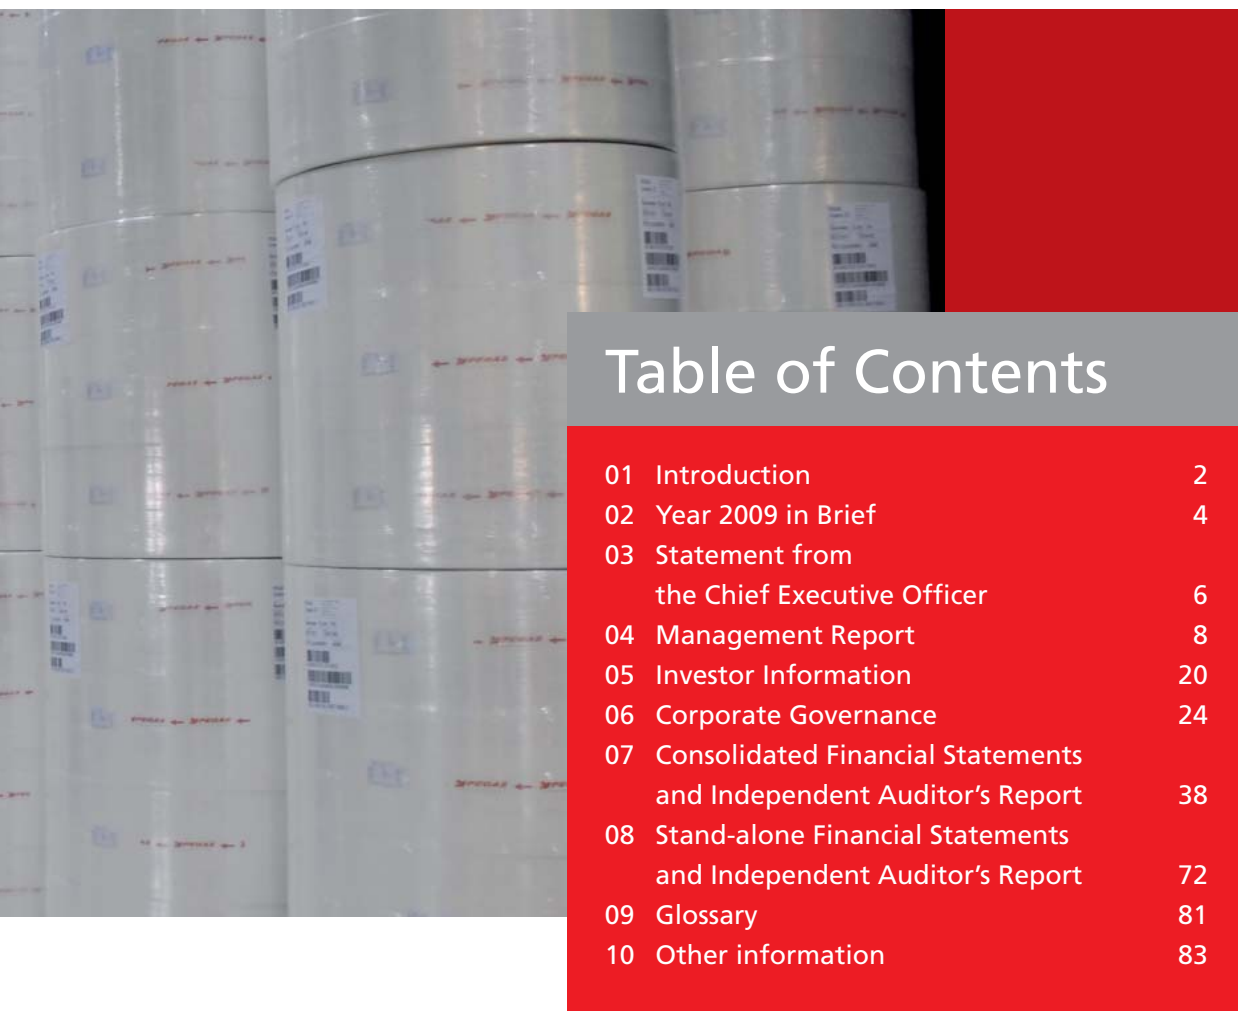 Table of Contents
01 Introduction 2
02 Year 2009 in Brief 4
03 Statement from
the Chief Executive Officer 6
04 Management Report 8
05 Investor Information 20
06 Corporate Governance 24
07 Consolidated Financial Statements
and Independent Auditor’s Report 38
08 Stand-alone Financial Statements
and Independent Auditor’s Report 72
09 Glossary 81
10 Other information 83